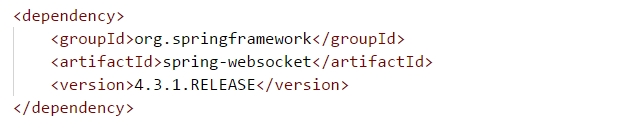 <dependency>
    <groupId>org.springframework</groupId>
    <artifactId>spring-websocket</artifactId>
    <version>4.3.1.RELEASE</version>
</dependency>